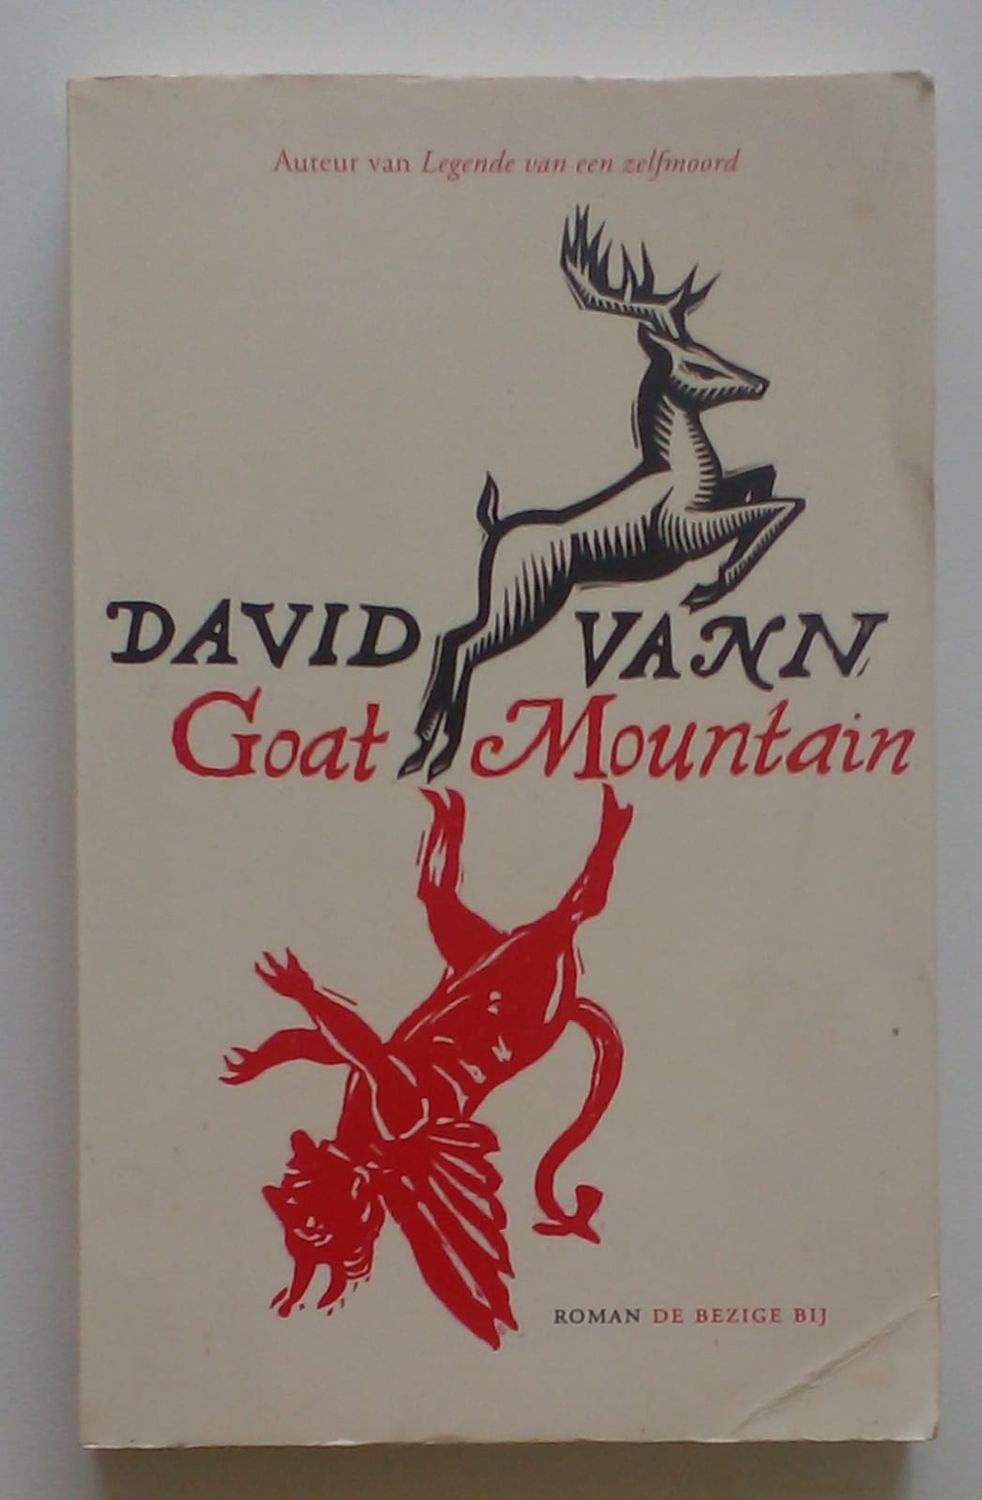 Auteur van Legende van een zelfmoord
DAVID VANN
Goat Mountain
ROMAN DE BEZIGE BIJ